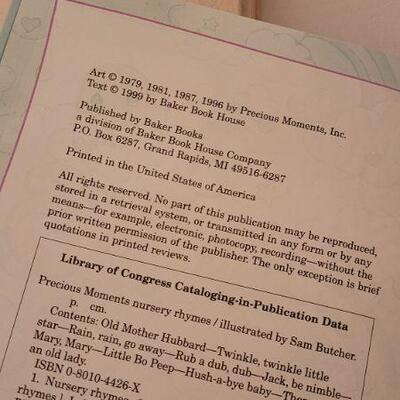 Art © 1979, 1981, 1987, 1996 by Precious Moments, Inc.
Text © 1999 by Baker Book House
Published by Baker Books
a division of Baker Book House Company
P.O. Box 6287, Grand Rapids, MI 49516-6287
Printed in the United States of America
All rights reserved. No part of this publication may be reproduced,
stored in a retrieval system, or transmitted in any form or by any
means—for example, electronic, photocopy, recording—without the
prior written permission of the publisher. The only exception is brief
quotations in printed reviews.
Library of Congress Cataloging-in-Publication Data
Precious Moments nursery rhymes / illustrated by Sam Butcher.
p. cm.
Contents: Old Mother Hubbard—Twinkle, twinkle little
star—Rain, rain, go away—Rub a dub, dub—Jack, be nimble—
Mary, Mary—Little Bo Peep—Hush-a-bye baby—
an old lady.
ISBN 0-8010-4426-X
1. Nursery rhymes
rhymes